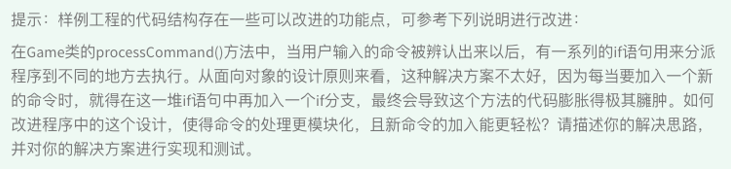 提示：样例工程的代码结构存在一些可以改进的功能点，可参考下列说明进行改进：
在Game类的processCommand()方法中，当用户输入的命令被辨认出来以后，有一系列的if语句用来分派
程序到不同的地方去执行。从面向对象的设计原则来看，这种解决方案不太好，因为每当要加入一个新
的命令时，就得在这一堆if语句中再加入一个if分支，最终会导致这个方法的代码膨胀得极其臃肿。如何
改进程序中的这个设计，使得命令的处理更模块化，且新命令的加入能更轻松？请描述你的解决思路，
并对你的解决方案进行实现和测试。